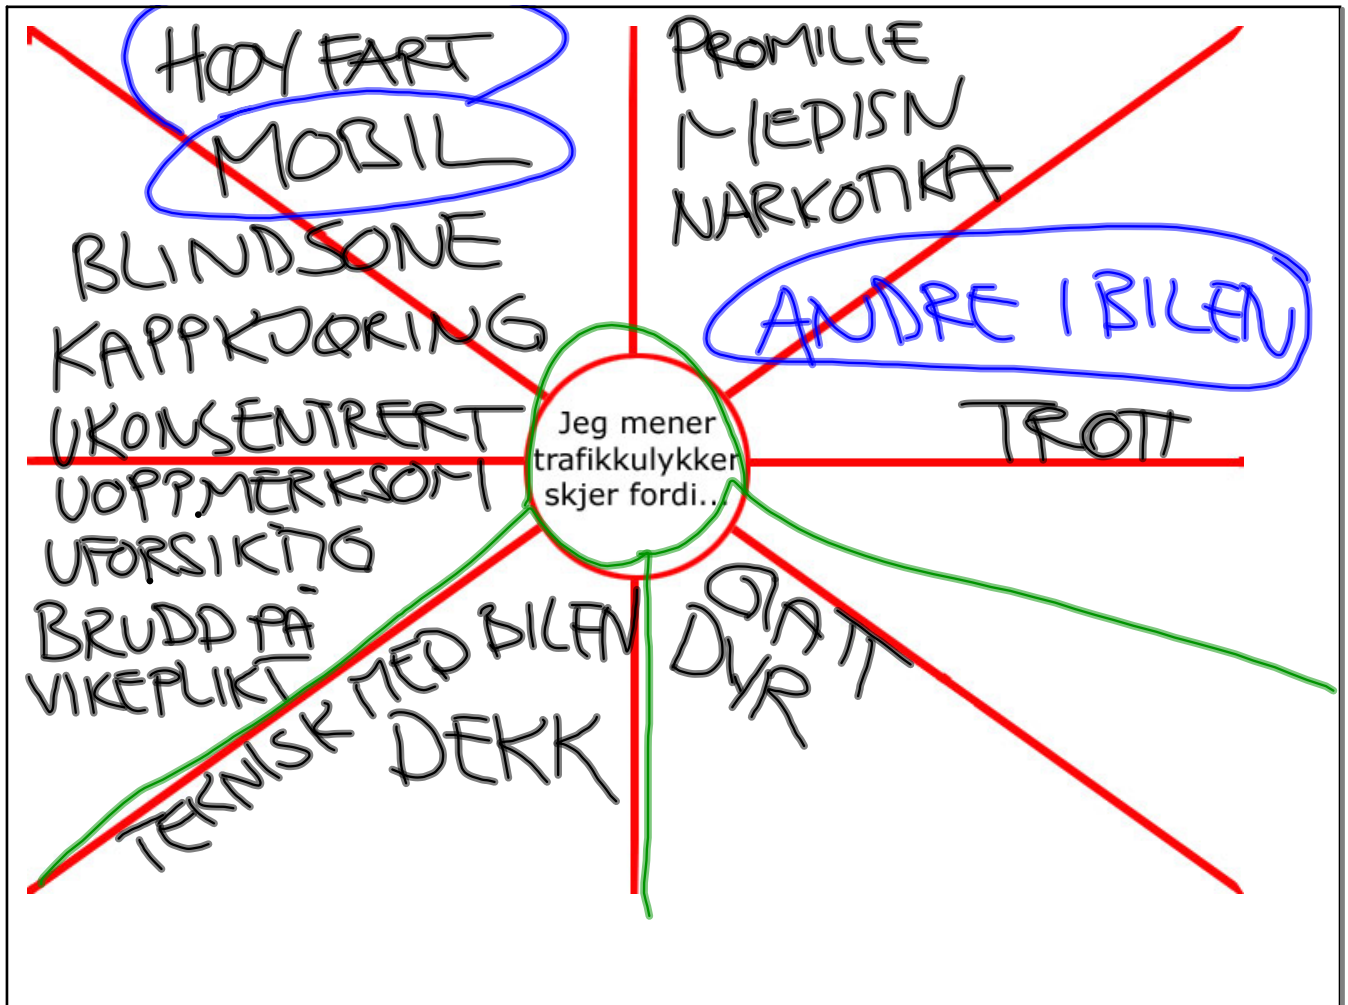 HØY FART
MOBIL
BLINDSONE
KAPPKJØRING
UKONSENTRERT
UOPPMERKSOM
UFORSIKTIG
BRUDD PÅ
VIKEPLIKT
PROMILIE
MEDISN
NARKOTIKA
ANDRE I BILEN
TRØTT
Jeg mener
trafikkulykker
skjer fordi...
TEKNISK MED BILEN
DEKK
GLATT
DYR